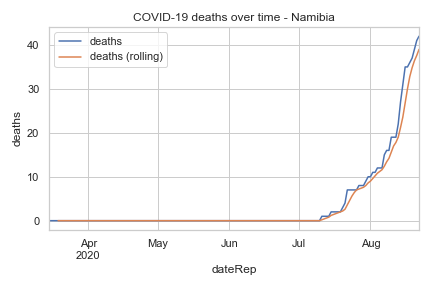 COVID-19 deaths over time - Namibia
deaths
deaths (rolling)
40
30
20
10
0
deaths
Apr
2020
May
Jun
Jul
Aug
dateRep